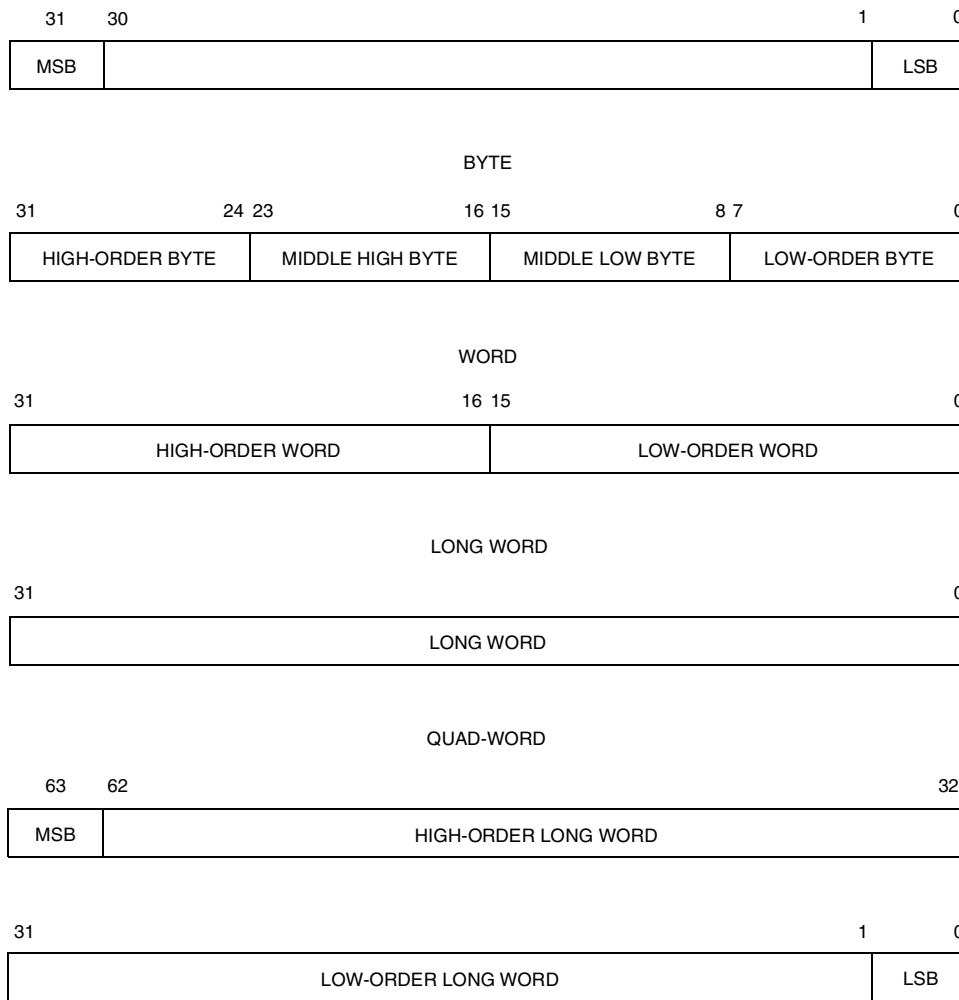 31 30 1 0
MSB LSB
BYTE
31 24 23 16 15 8 7 0
HIGH-ORDER BYTE MIDDLE HIGH BYTE MIDDLE LOW BYTE LOW-ORDER BYTE
WORD
31 16 15 0
HIGH-ORDER WORD LOW-ORDER WORD
LONG WORD
31 0
LONG WORD
QUAD-WORD
63 62 32
MSB HIGH-ORDER LONG WORD
31 1 0
LOW-ORDER LONG WORD LSB